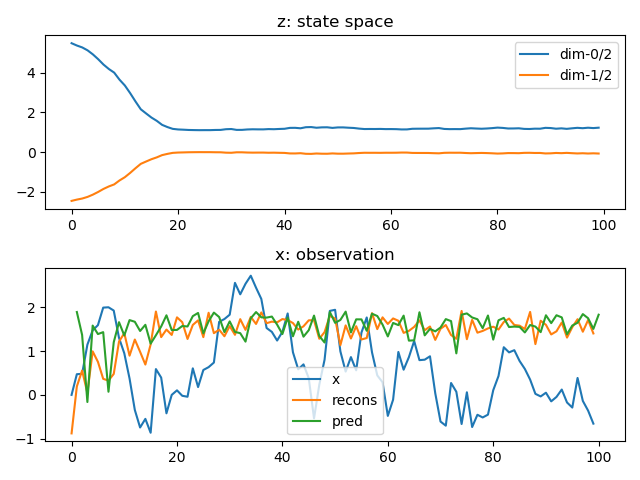 z: state space
dim-0/2
dim-1/2
4
2
0
−2
0 20 40 60 80 100
x: observation
2
1
0
−1
x
recons
pred
0 20 40 60 80 100